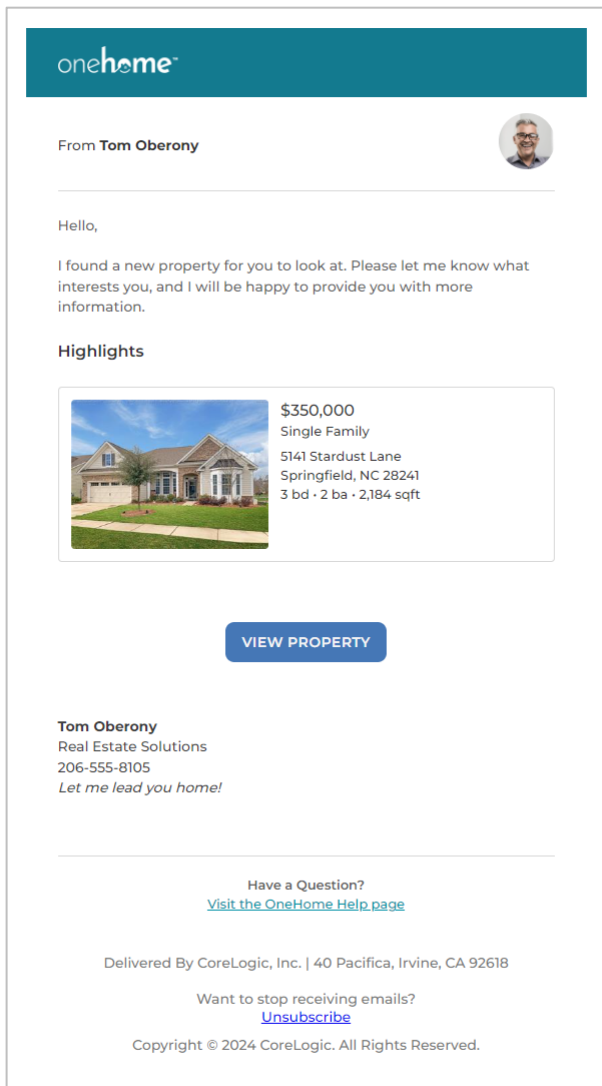 onehome™
From Tom Oberony
Hello,
I found a new property for you to look at. Please let me know what
interests you, and I will be happy to provide you with more
information.
Highlights
$350,000
Single Family
5141 Stardust Lane
Springfield, NC 28241
3 bd • 2 ba • 2,184 sqft
VIEW PROPERTY
Tom Oberony
Real Estate Solutions
206-555-8105
Let me lead you home!
Have a Question?
Visit the OneHome Help page
Delivered By CoreLogic, Inc. | 40 Pacifica, Irvine, CA 92618
Want to stop receiving emails?
Unsubscribe
Copyright © 2024 CoreLogic. All Rights Reserved.